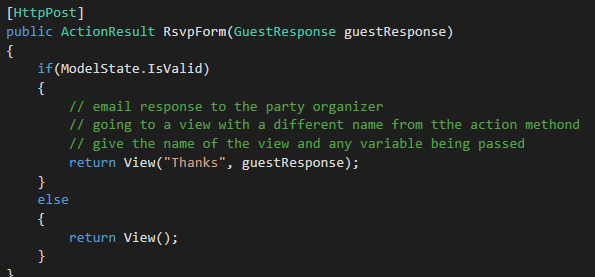 [HttpPost]
public ActionResult RsvpForm(GuestResponse guestResponse)
{
if(ModelState.IsValid)
{
// email response to the party organizer
// going to a view with a different name from tthe action methond
// give the name of the view and any variable being passed
return View("Thanks", guestResponse);
}
else
{
return View();
}
}